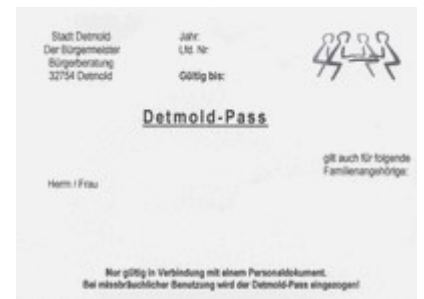 Stadt Detmold
Der Bürgermeister
Bürgerberatung
32754 Detmold
Jahr:
Lfd. Nr.
Gültig bis:
Detmold-Pass
gilt auch für folgende
Familienangehörige:
Herrn / Frau
Nur gültig in Verbindung mit einem Personaldokument.
Bei missbräuchlicher Benutzung wird der Detmold-Pass eingezogen!